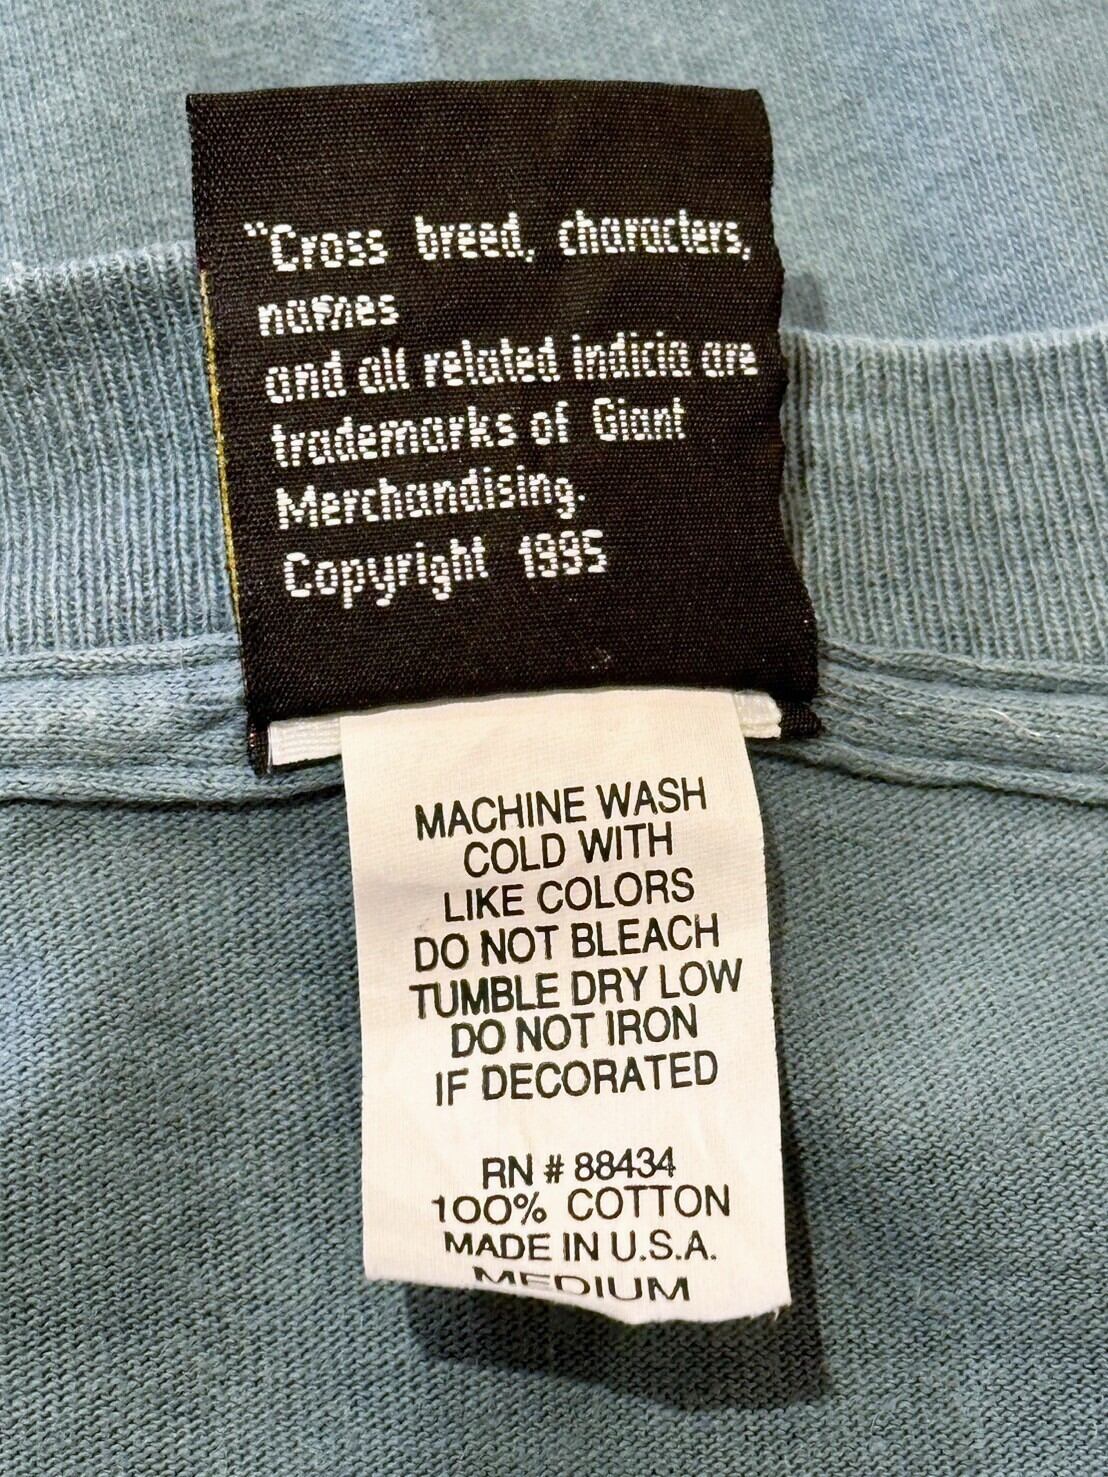 "Cross breed, characters,
names
and all related indicia are
trademarks of Giant
Merchandising.
Copyright 1995
MACHINE WASH
COLD WITH
LIKE COLORS
DO NOT BLEACH
TUMBLE DRY LOW
DO NOT IRON
IF DECORATED
RN # 88434
100% COTTON
MADE IN U.S.A.
MEDIUM